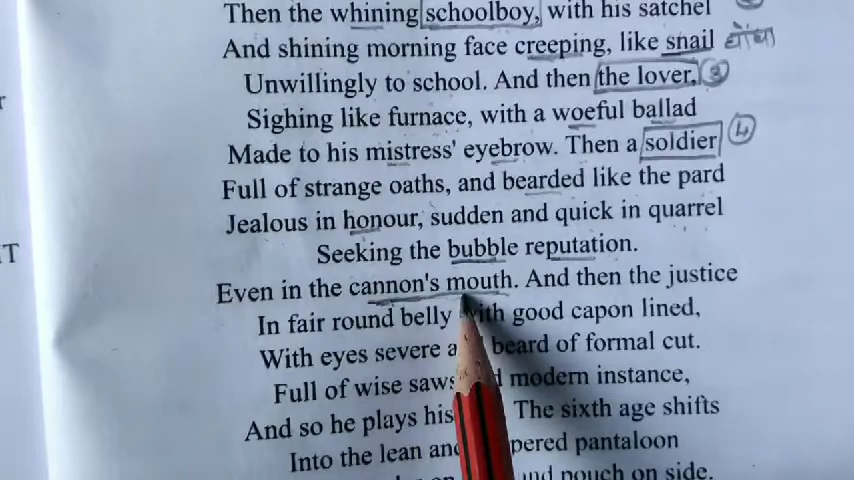 Then the whining schoolboy, with his satchel
And shining morning face creeping, like snail घोंघा
Unwillingly to school. And then the lover, 3
Sighing like furnace, with a woeful ballad
Made to his mistress' eyebrow. Then a soldier 4
Full of strange oaths, and bearded like the pard
Jealous in honour, sudden and quick in quarrel
Seeking the bubble reputation.
Even in the cannon's mouth. And then the justice
In fair round belly with good capon lined,
With eyes severe beard of formal cut.
Full of wise saws modern instance,
And so he plays his The sixth age shifts
Into the lean pantaloon
pouch on side.